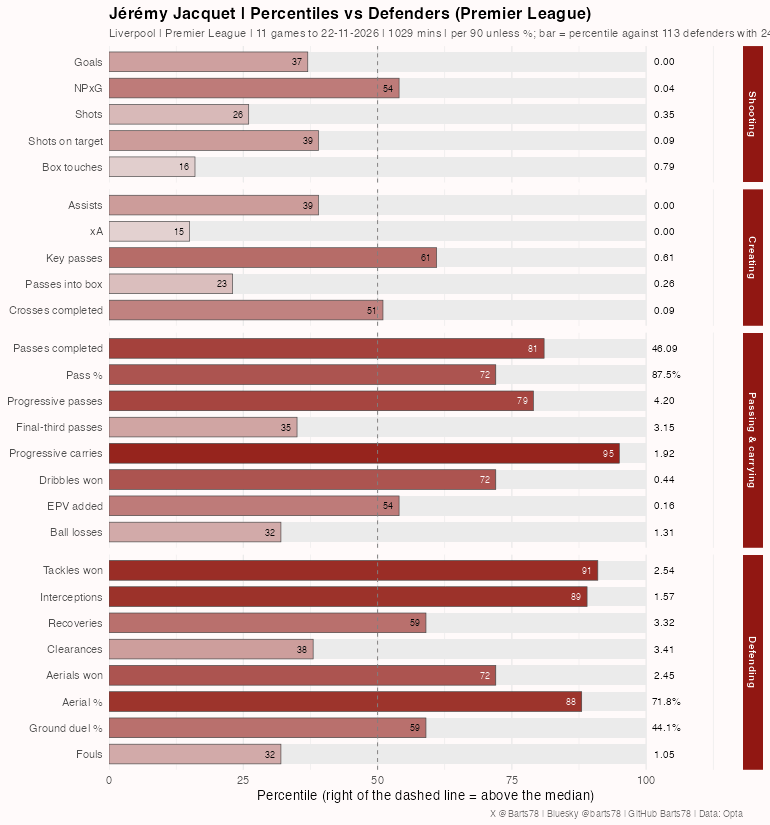 Jérémy Jacquet | Percentiles vs Defenders (Premier League)
Liverpool | Premier League | 11 games to 22-11-2026 | 1029 mins | per 90 unless %; bar = percentile against 113 defenders with 24
Goals 37 0.00
NPxG 54 0.04
Shots 26 0.35
Shots on target 39 0.09
Box touches 16 0.79
Shooting
Assists 39 0.00
xA 15 0.00
Key passes 61 0.61
Passes into box 23 0.26
Crosses completed 51 0.09
Creating
Passes completed 81 46.09
Pass % 72 87.5%
Progressive passes 79 4.20
Final-third passes 35 3.15
Progressive carries 95 1.92
Dribbles won 72 0.44
EPV added 54 0.16
Ball losses 32 1.31
Passing & carrying
Tackles won 91 2.54
Interceptions 89 1.57
Recoveries 59 3.32
Clearances 38 3.41
Aerials won 72 2.45
Aerial % 88 71.8%
Ground duel % 59 44.1%
Fouls 32 1.05
Defending
0 25 50 75 100
Percentile (right of the dashed line = above the median)
X @Barts78 | Bluesky @barts78 | GitHub Barts78 | Data: Opta